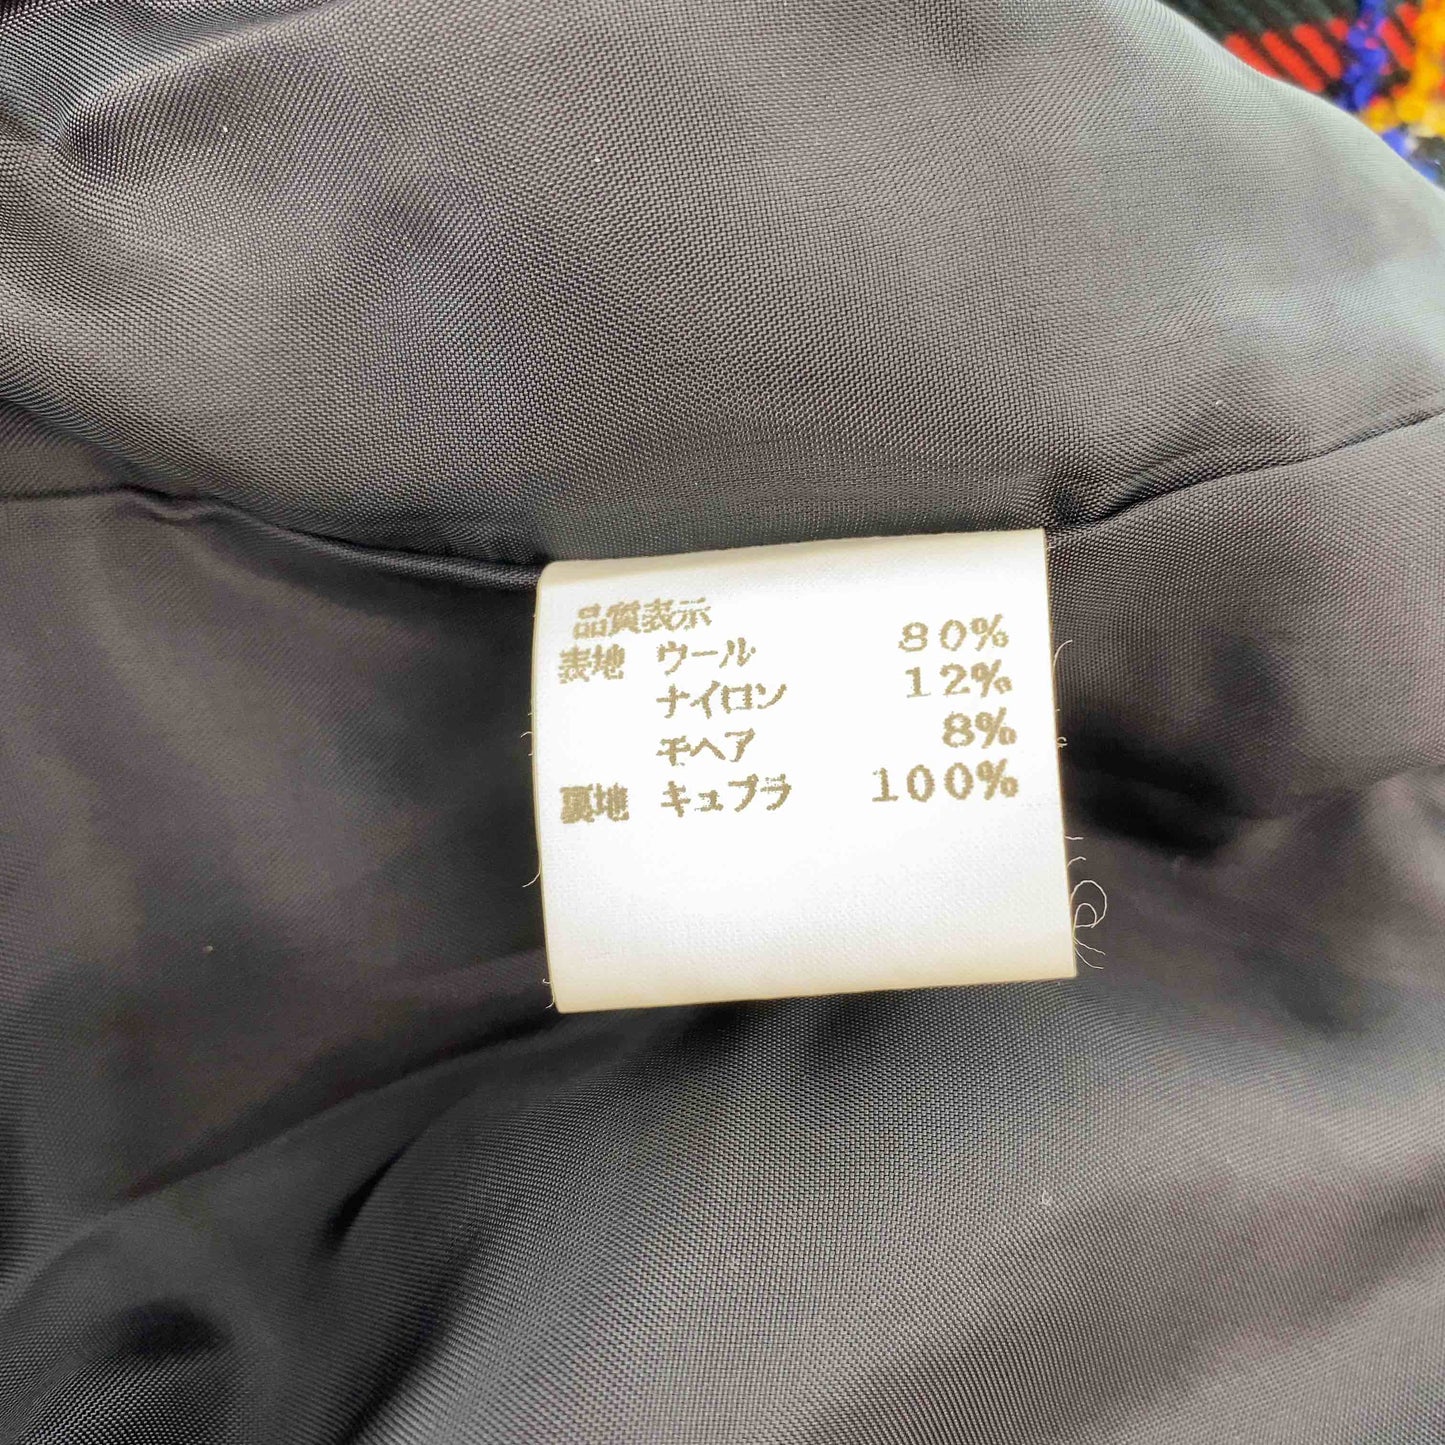 品質表示
表地 ウール 80%
ナイロン 12%
モヘア 8%
裏地 キュプラ 100%